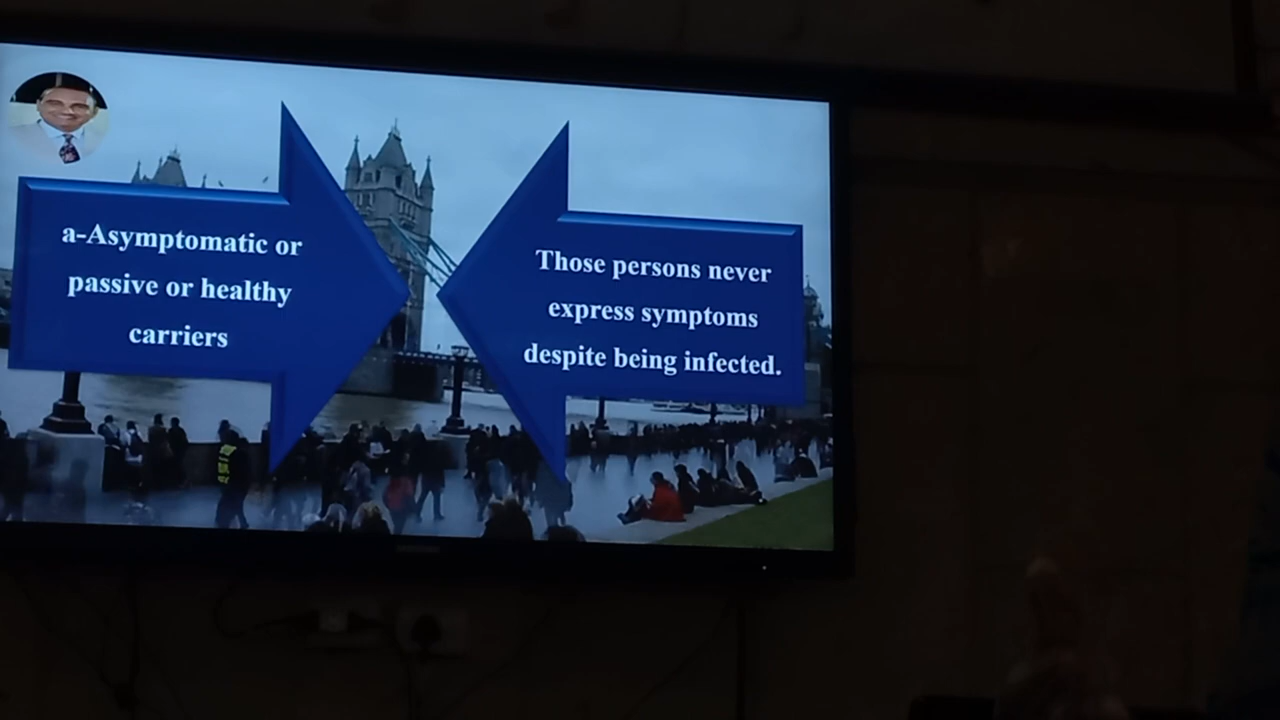 a-Asymptomatic or
passive or healthy
carriers
Those persons never
express symptoms
despite being infected.